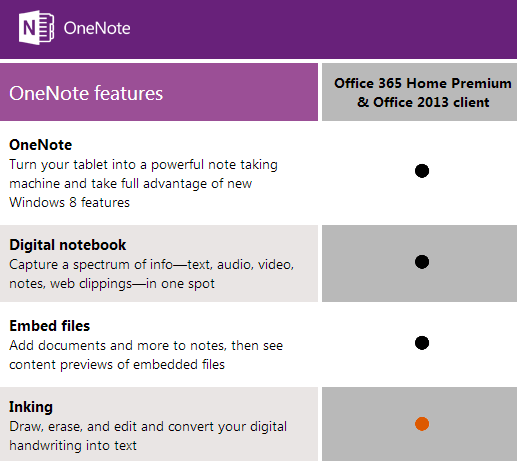 N OneNote
OneNote features
Office 365 Home Premium
& Office 2013 client
OneNote
Turn your tablet into a powerful note taking
machine and take full advantage of new
Windows 8 features
Digital notebook
Capture a spectrum of info—text, audio, video,
notes, web clippings—in one spot
Embed files
Add documents and more to notes, then see
content previews of embedded files
Inking
Draw, erase, and edit and convert your digital
handwriting into text